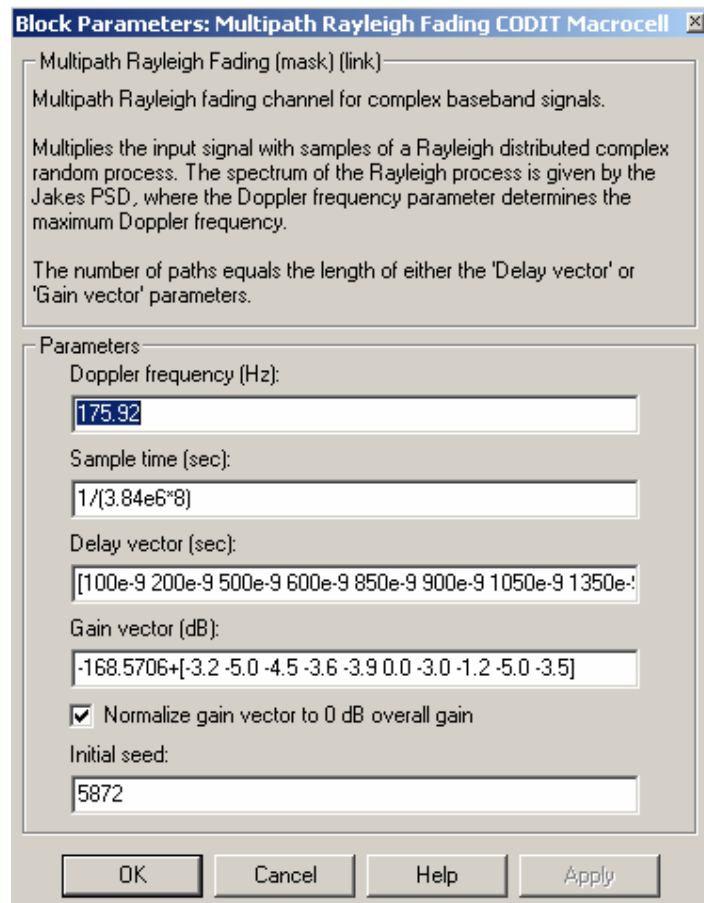 Block Parameters: Multipath Rayleigh Fading CODIT Macrocell
Multipath Rayleigh Fading (mask) (link)
Multipath Rayleigh fading channel for complex baseband signals.
Multiplies the input signal with samples of a Rayleigh distributed complex
random process. The spectrum of the Rayleigh process is given by the
Jakes PSD, where the Doppler frequency parameter determines the
maximum Doppler frequency.
The number of paths equals the length of either the 'Delay vector' or
'Gain vector' parameters.
Parameters
Doppler frequency (Hz):
175.92
Sample time (sec):
1/(3.84e6*8)
Delay vector (sec):
[100e-9 200e-9 500e-9 600e-9 850e-9 900e-9 1050e-9
Gain vector (dB):
-168.5706+[-3.2 -5.0 -4.5 -3.6 -3.9 0.0 -3.0 -1.2 -5.0 -3.5]
Normalize gain vector to 0 dB overall gain
Initial seed:
5872
OK
Cancel
Help
Apply